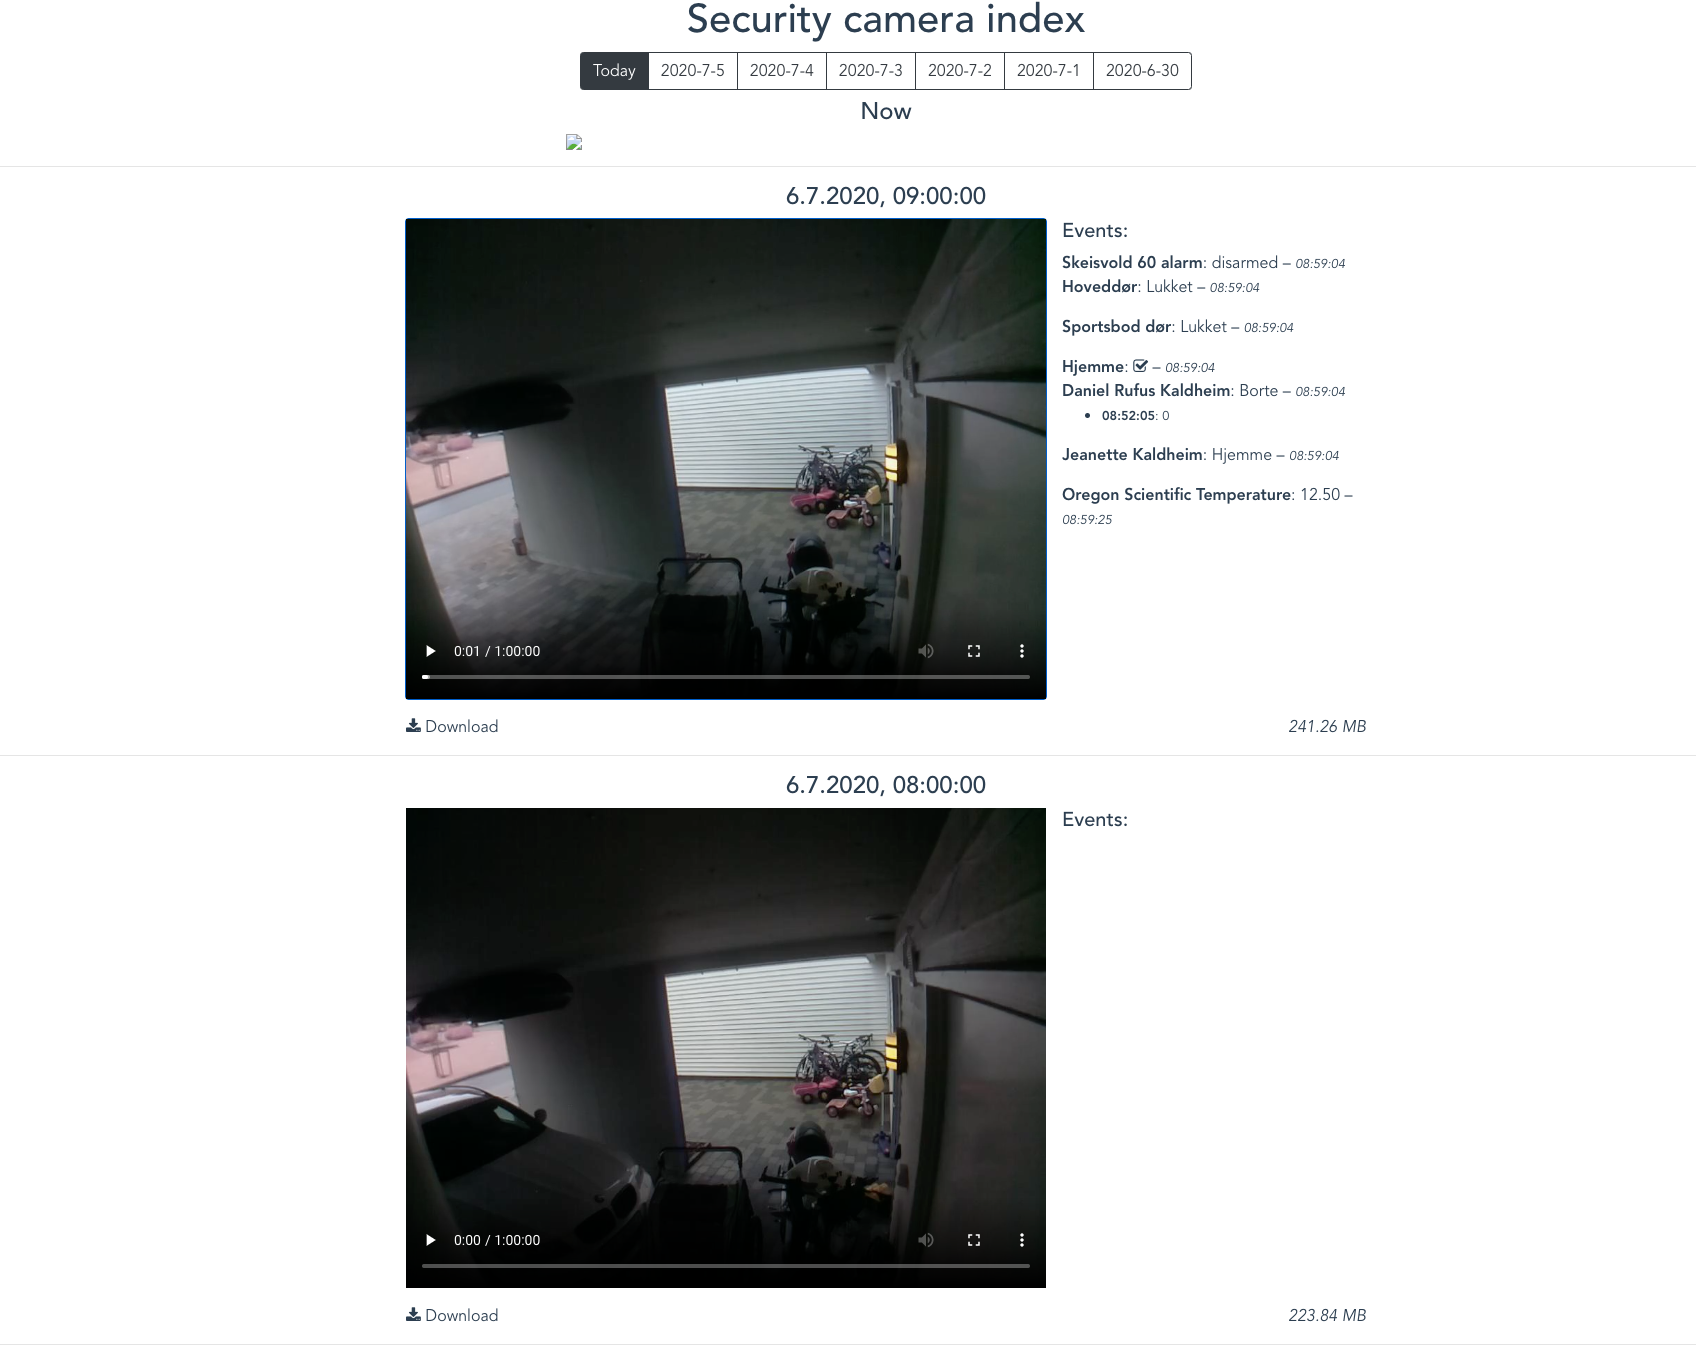 Security camera index
Today 2020-7-5 2020-7-4 2020-7-3 2020-7-2 2020-7-1 2020-6-30
Now
6.7.2020, 09:00:00
Events:
Skeisvold 60 alarm: disarmed – 08:59:04
Hoveddør: Lukket – 08:59:04
Sportsbod dør: Lukket – 08:59:04
Hjemme: – 08:59:04
Daniel Rufus Kaldheim: Borte – 08:59:04
08:52:05: 0
Jeanette Kaldheim: Hjemme – 08:59:04
Oregon Scientific Temperature: 12.50 –
08:59:25
0:01 / 1:00:00
Download
241.26 MB
6.7.2020, 08:00:00
Events:
0:00 / 1:00:00
Download
223.84 MB